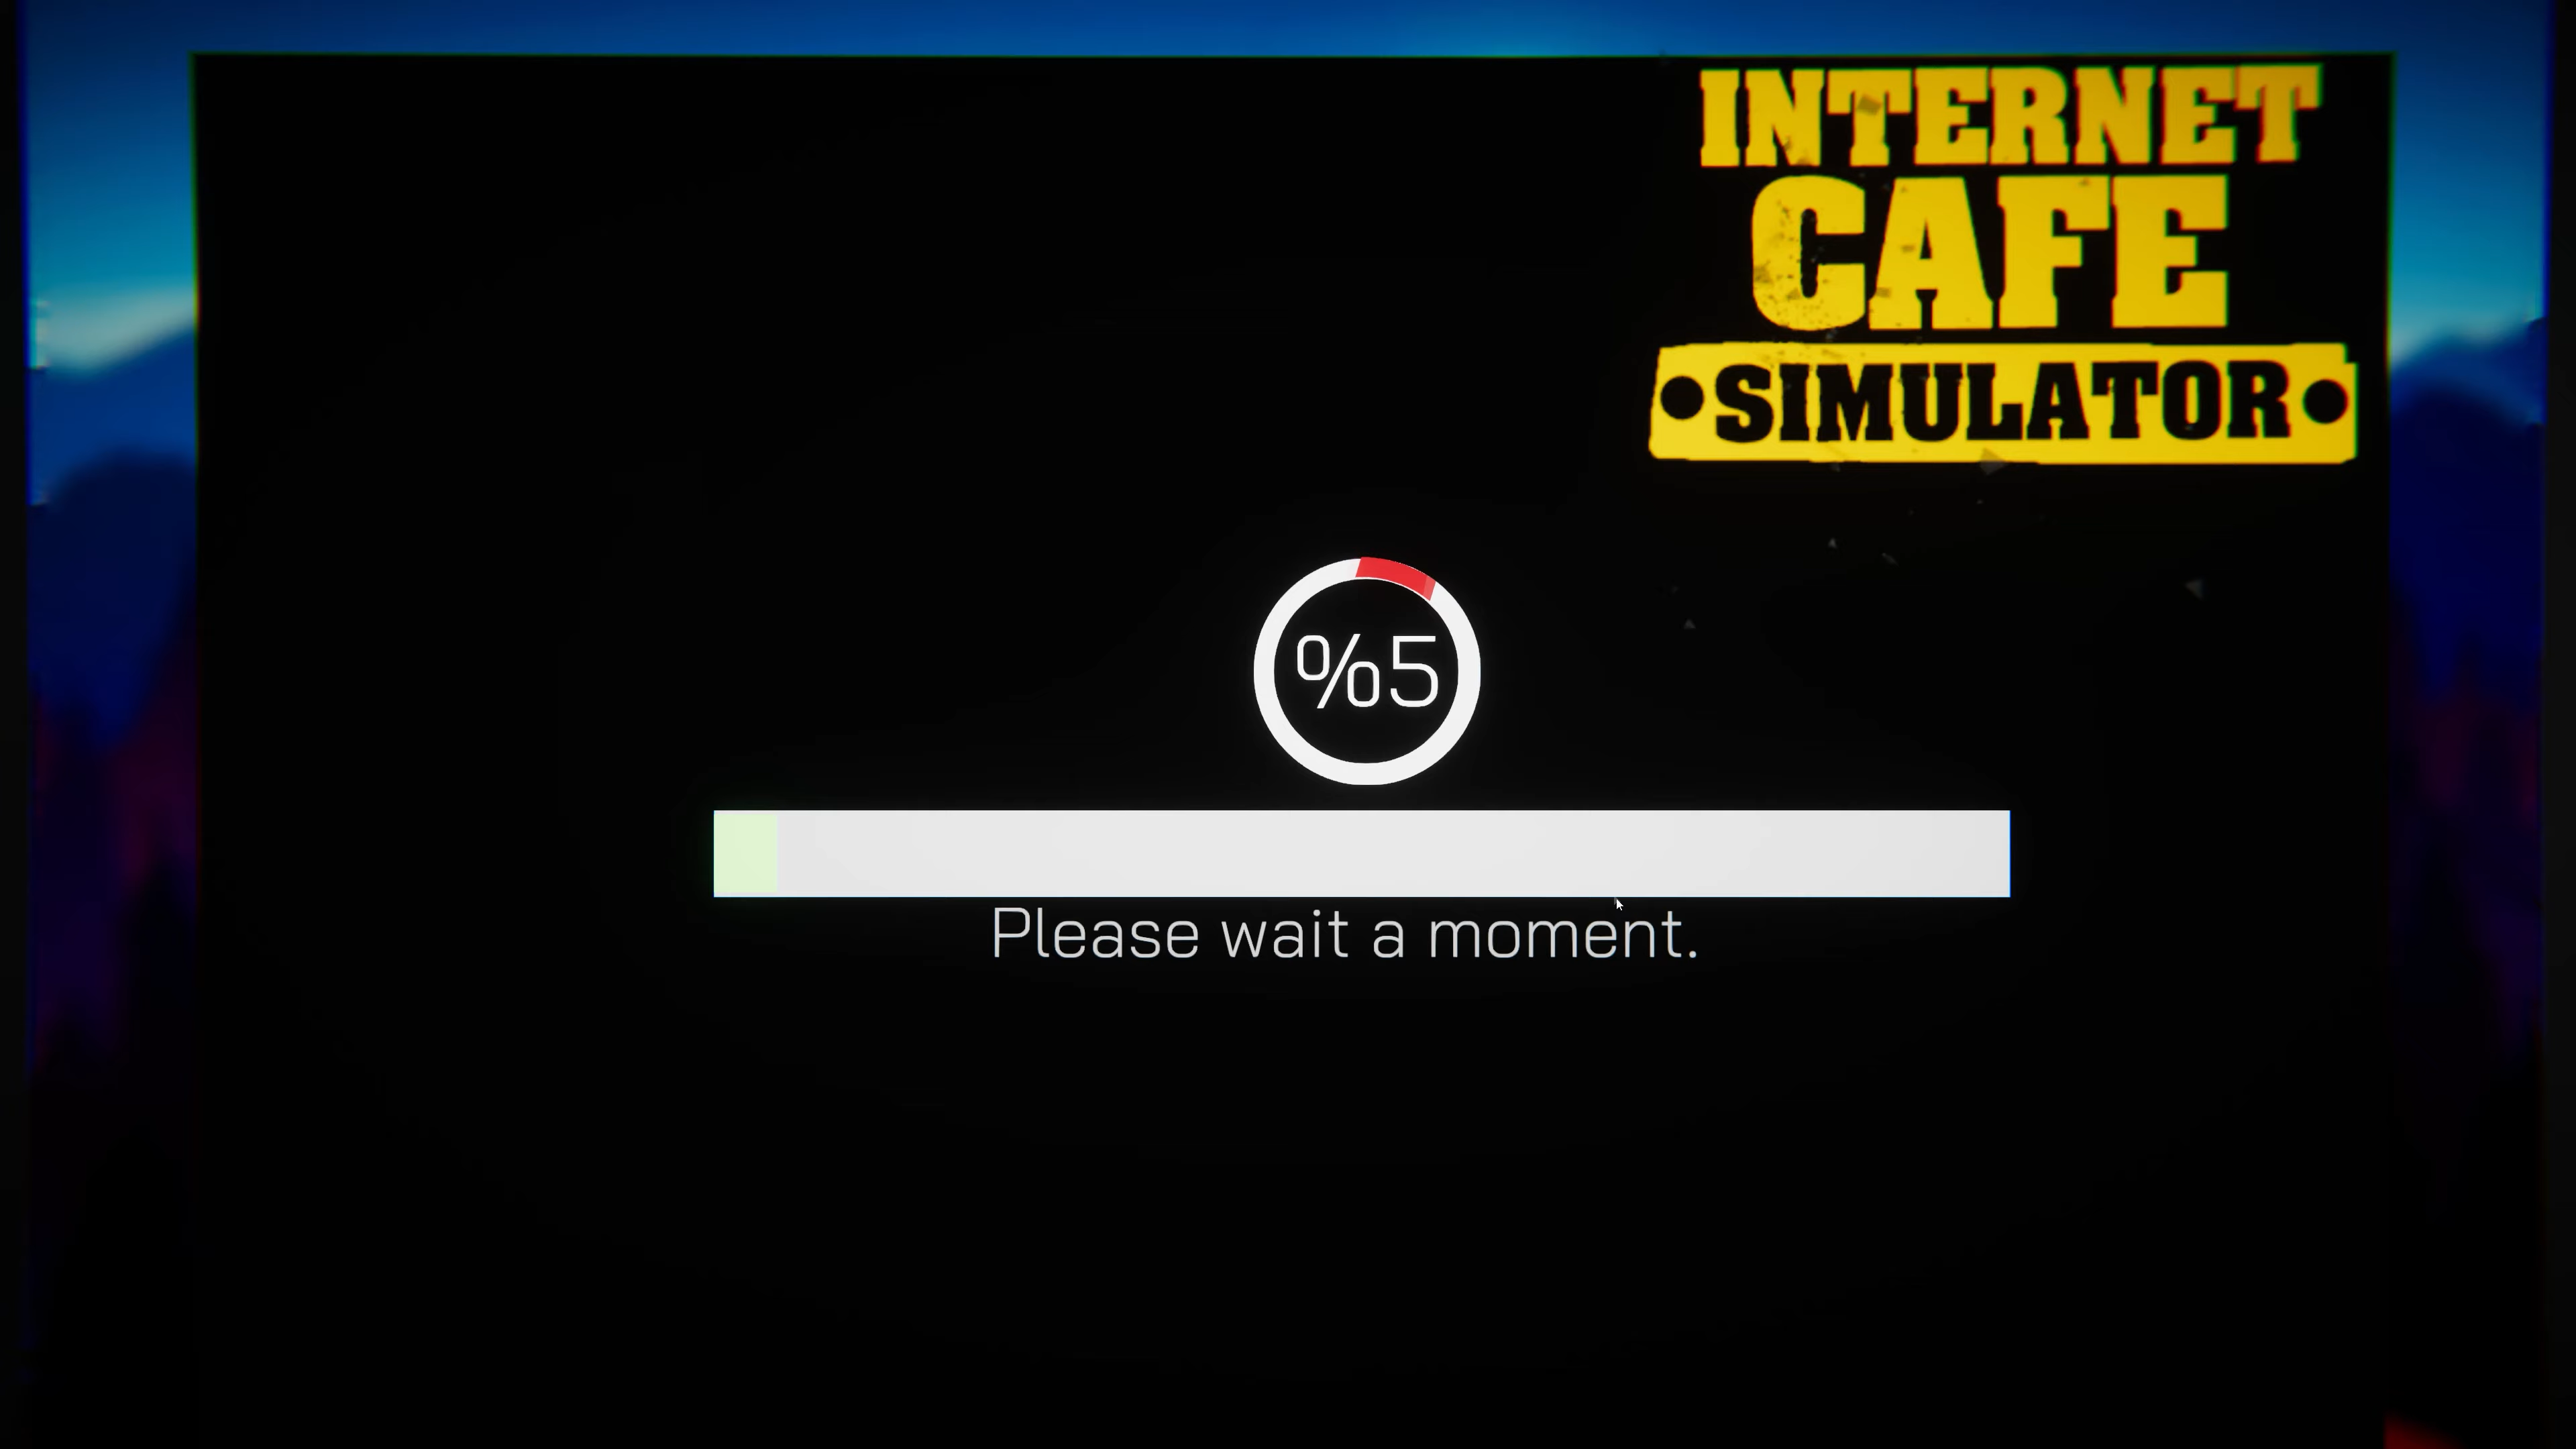 INTERNET
CAFE
•SIMULATOR•
%5
Please wait a moment.